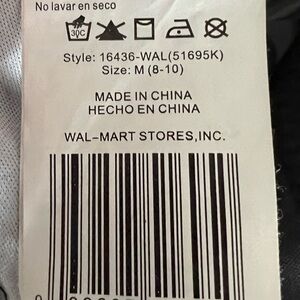 No lavar en seco
30C
Style: 16436-WAL(51695K)
Size: M (8-10)
MADE IN CHINA
HECHO EN CHINA
WAL-MART STORES,INC.